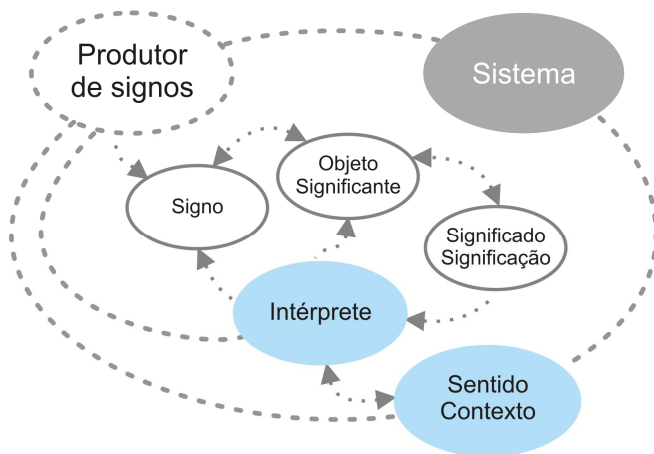 Produtor
de signos
Sistema
Objeto
Significante
Signo
Significado
Significação
Intérprete
Sentido
Contexto